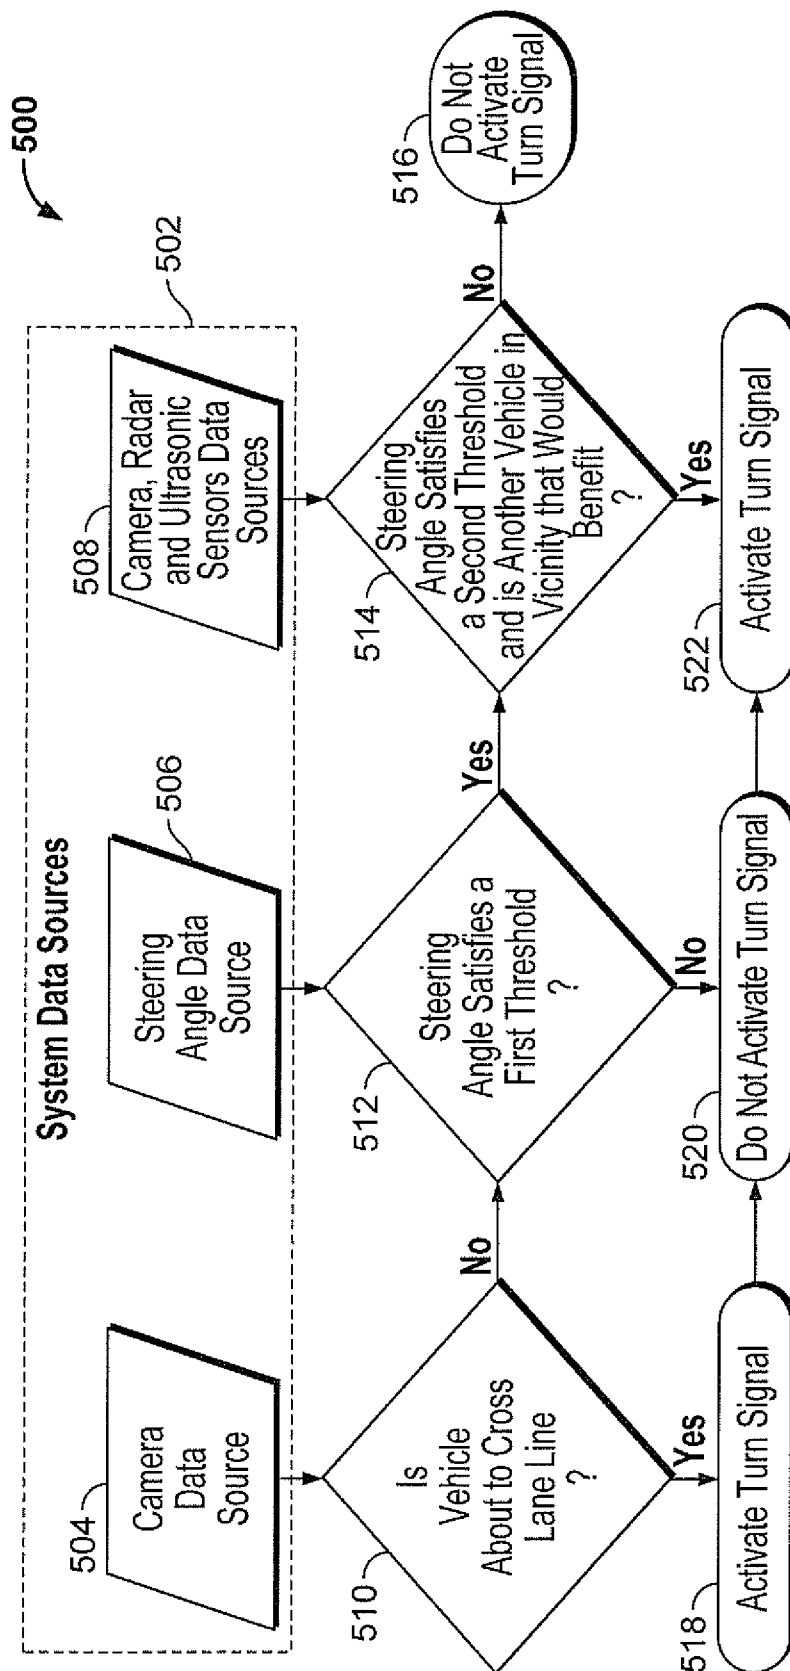 500
System Data Sources
502
504
Camera
Data
Source
506
Steering
Angle Data
Source
508
Camera, Radar
and Ultrasonic
Sensors Data
Sources
510
Is
Vehicle
About to Cross
Lane Line
?
No
Yes
512
Steering
Angle Satisfies a
First Threshold
?
Yes
No
514
Steering
Angle Satisfies
a Second Threshold
and is Another Vehicle in
Vicinity that Would
Benefit
?
No
Yes
516
Do Not
Activate
Turn Signal
518
Activate Turn Signal
520
Do Not Activate Turn Signal
522
Activate Turn Signal